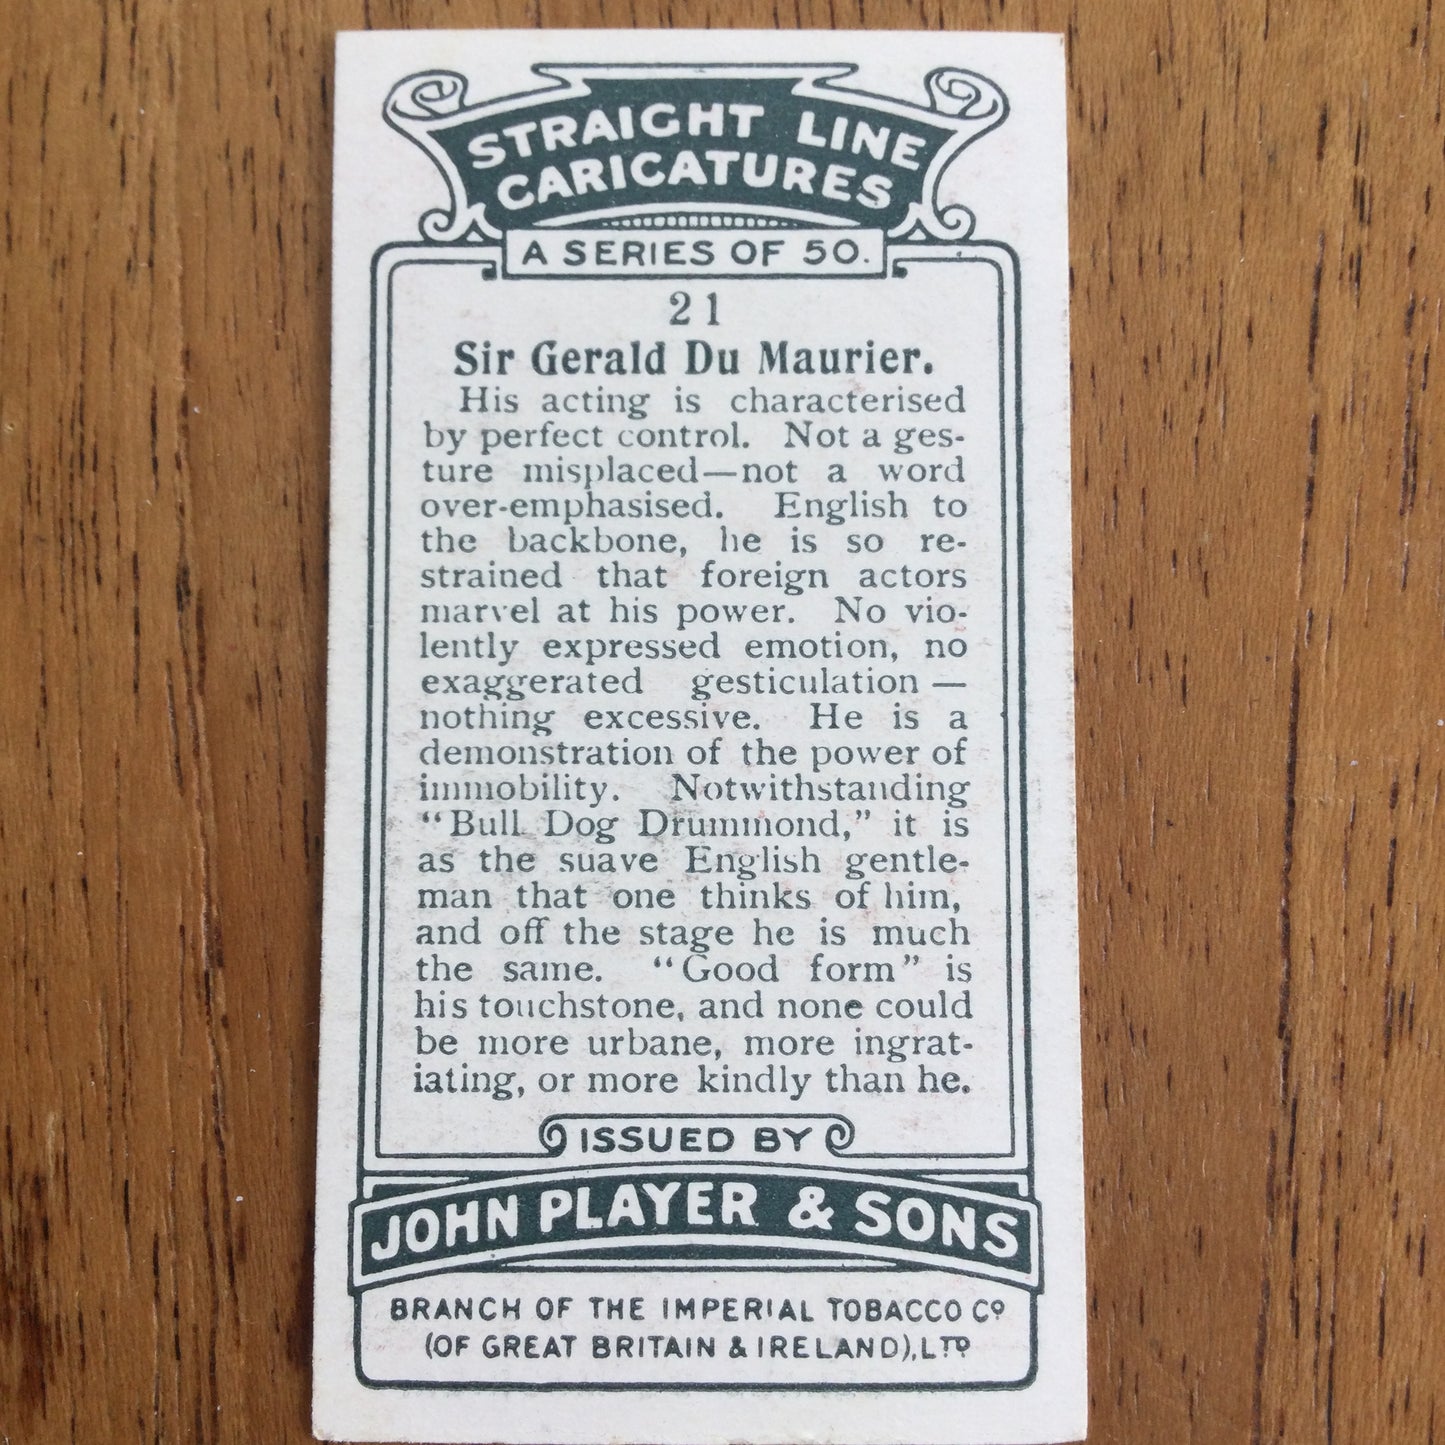 STRAIGHT LINE
CARICATURES
A SERIES OF 50.
21
Sir Gerald Du Maurier.
His acting is characterised
by perfect control. Not a ges-
ture misplaced—not a word
over-emphasised. English to
the backbone, he is so re-
strained that foreign actors
marvel at his power. No vio-
lently expressed emotion, no
exaggerated gesticulation —
nothing excessive. He is a
demonstration of the power of
immobility. Notwithstanding
"Bull Dog Drummond," it is
as the suave English gentle-
man that one thinks of him,
and off the stage he is much
the same. "Good form" is
his touchstone, and none could
be more urbane, more ingrat-
iating, or more kindly than he.
ISSUED BY
JOHN PLAYER & SONS
BRANCH OF THE IMPERIAL TOBACCO Cº
(OF GREAT BRITAIN & IRELAND), LTD